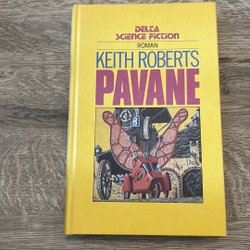 DELTA
SCIENCE FICTION
ROMAN
KEITH ROBERTS
PAVANE